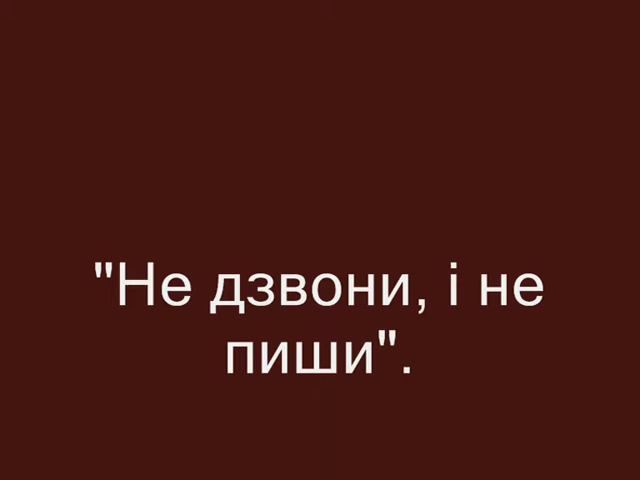 "Не дзвони, і не
пиши".